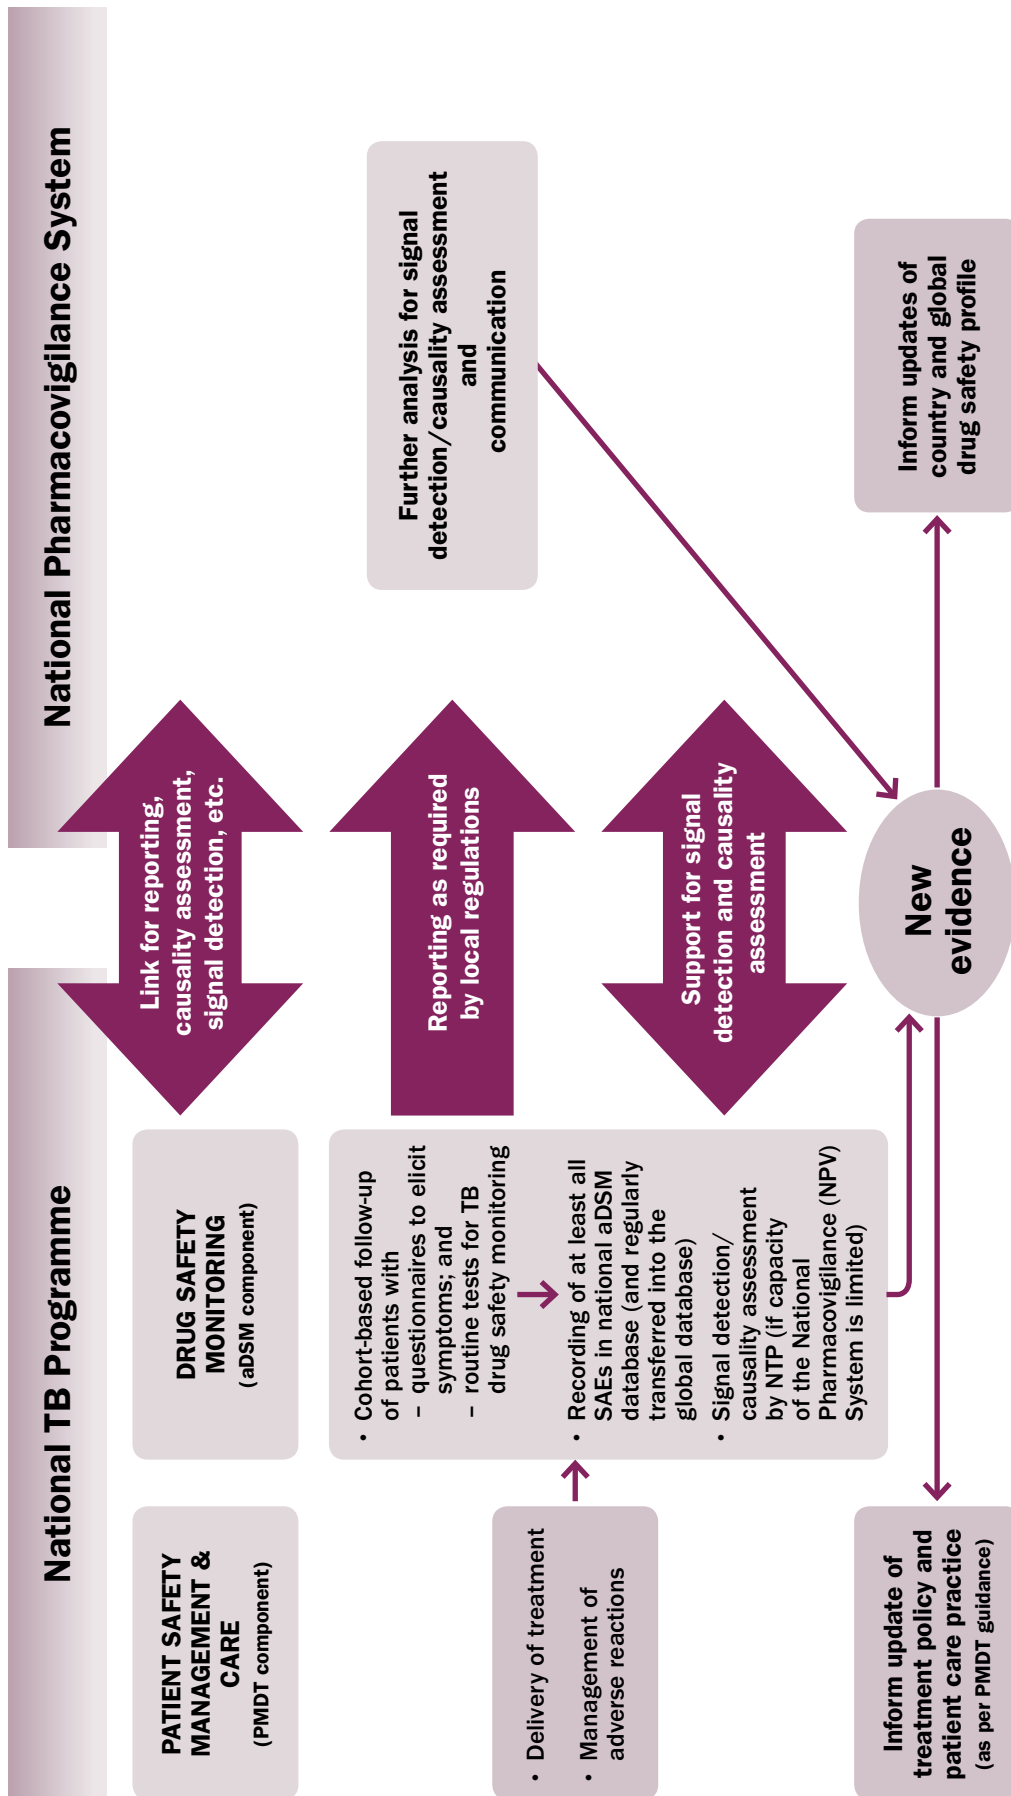 National TB Programme
National Pharmacovigilance System
PATIENT SAFETY
MANAGEMENT &
CARE
(PMDT component)
DRUG SAFETY
MONITORING
(aDSM component)
Link for reporting,
causality assessment,
signal detection, etc.
• Delivery of treatment
• Management of
adverse reactions
• Cohort-based follow-up
of patients with
– questionnaires to elicit
symptoms; and
– routine tests for TB
drug safety monitoring
• Recording of at least all
SAEs in national aDSM
database (and regularly
transferred into the
global database)
• Signal detection/
causality assessment
by NTP (if capacity
of the National
Pharmacovigilance (NPV)
System is limited)
Reporting as required
by local regulations
Support for signal
detection and causality
assessment
Further analysis for signal
detection/causality assessment
and
communication
Inform update of
treatment policy and
patient care practice
(as per PMDT guidance)
New
evidence
Inform updates of
country and global
drug safety profile